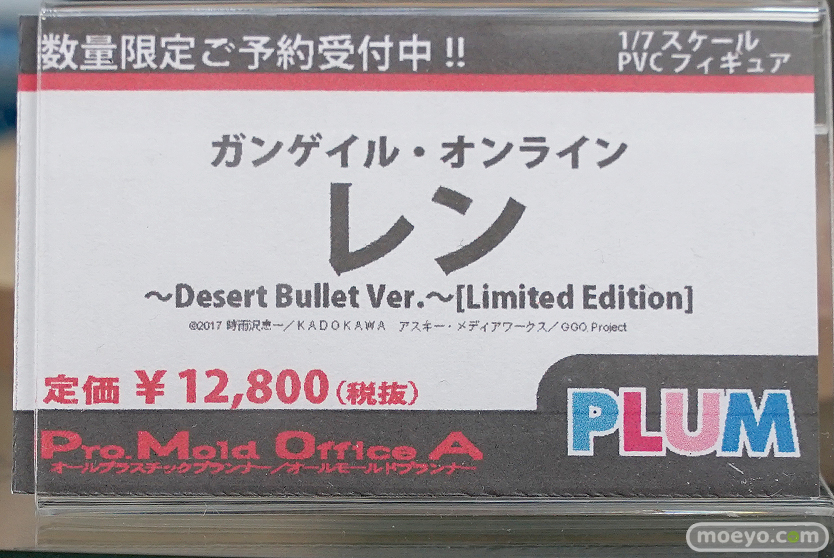 数量限定ご予約受付中!!
1/7スケール
PVCフィギュア
ガンゲイル・オンライン
レン
～Desert Bullet Ver.～[Limited Edition]
©2017 時雨沢恵一／KADOKAWA アスキー・メディアワークス／GGO Project
定価 ￥12,800(税抜)
Pro.Mold Office A
オールプラスチックプランナー／オールモールドプランナー
PLUM
moeyo.com